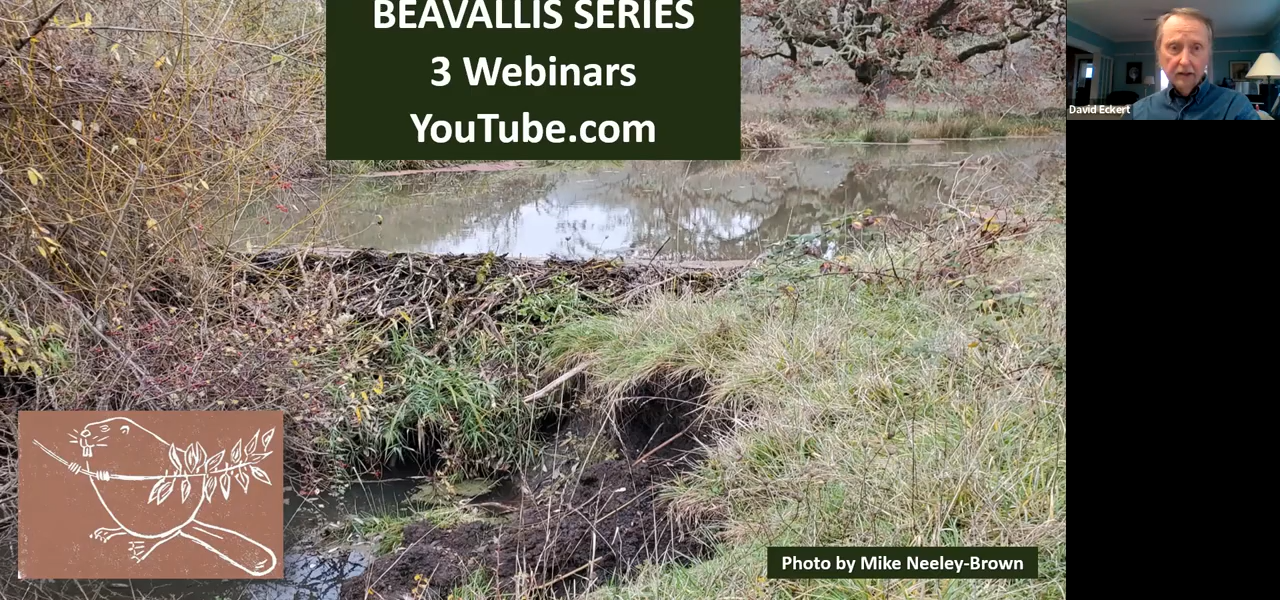 BEAVALLIS SERIES
3 Webinars
YouTube.com
David Eckert
Photo by Mike Neeley-Brown